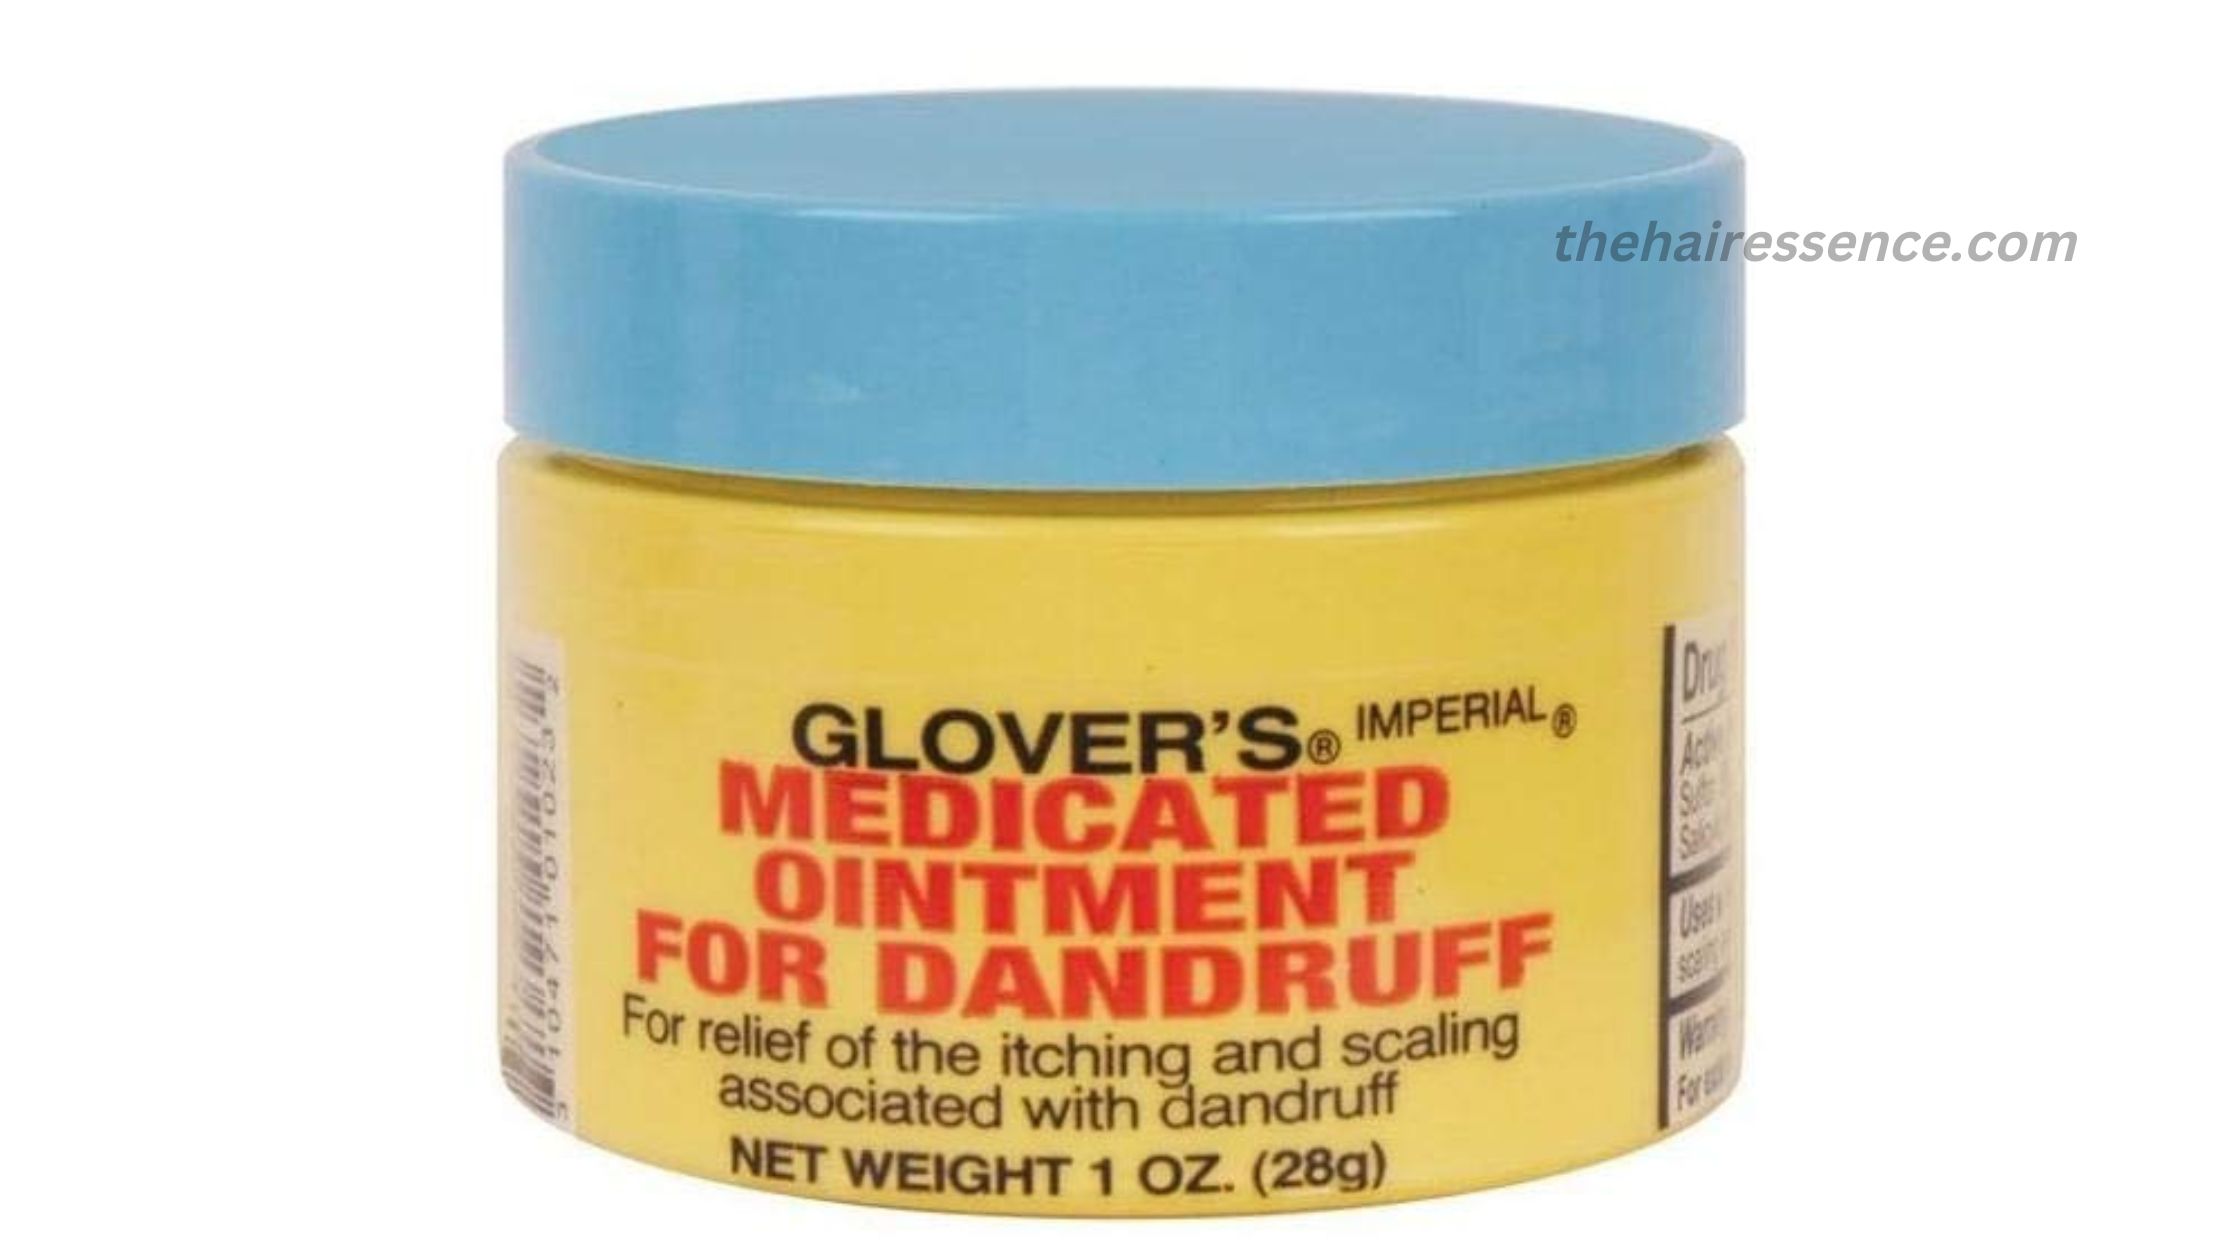 thehairessence.com
GLOVER'S® IMPERIAL®
MEDICATED
OINTMENT
FOR DANDRUFF
For relief of the itching and scaling
associated with dandruff
NET WEIGHT 1 OZ. (28g)
Uses